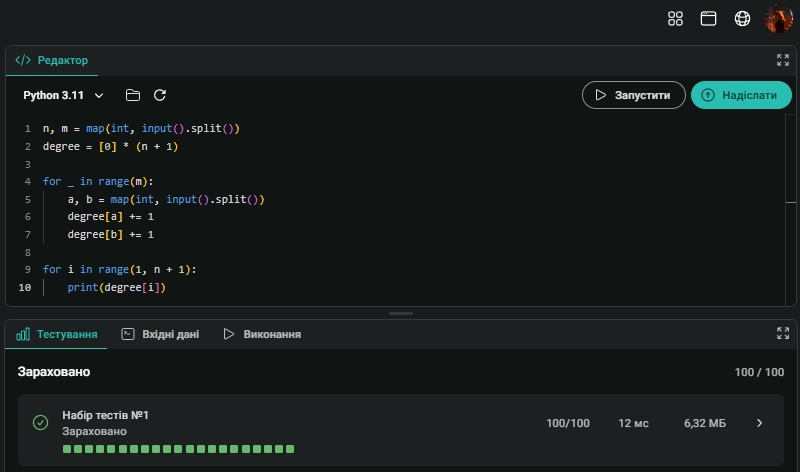 </> Редактор
Python 3.11
Запустити
Надіслати
1 n, m = map(int, input().split())
2 degree = [0] * (n + 1)
3
4 for _ in range(m):
5     a, b = map(int, input().split())
6     degree[a] += 1
7     degree[b] += 1
8
9 for i in range(1, n + 1):
10     print(degree[i])
Тестування Вхідні дані Виконання
Зараховано 100 / 100
Набір тестів №1
Зараховано
100/100 12 мс 6,32 МБ